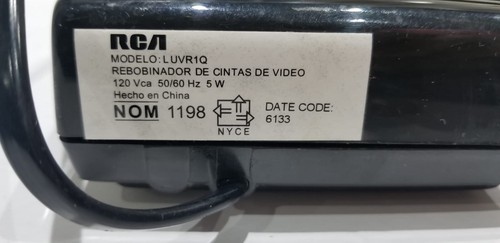 RCA
MODELO: LUVR1Q
REBOBINADOR DE CINTAS DE VIDEO
120 Vca 50/60 Hz 5 W
Hecho en China
NOM 1198
NYCE
DATE CODE:
6133